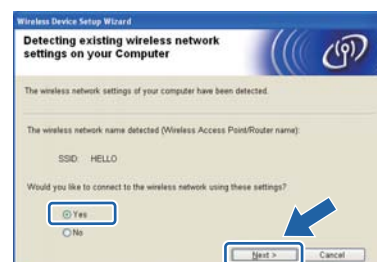 Wireless Device Setup Wizard
Detecting existing wireless network
settings on your Computer
The wireless network settings of your computer have been detected.
The wireless network name detected (Wireless Access Point/Router name):
SSID: HELLO
Would you like to connect to the wireless network using these settings?
Yes
No
Next >
Cancel